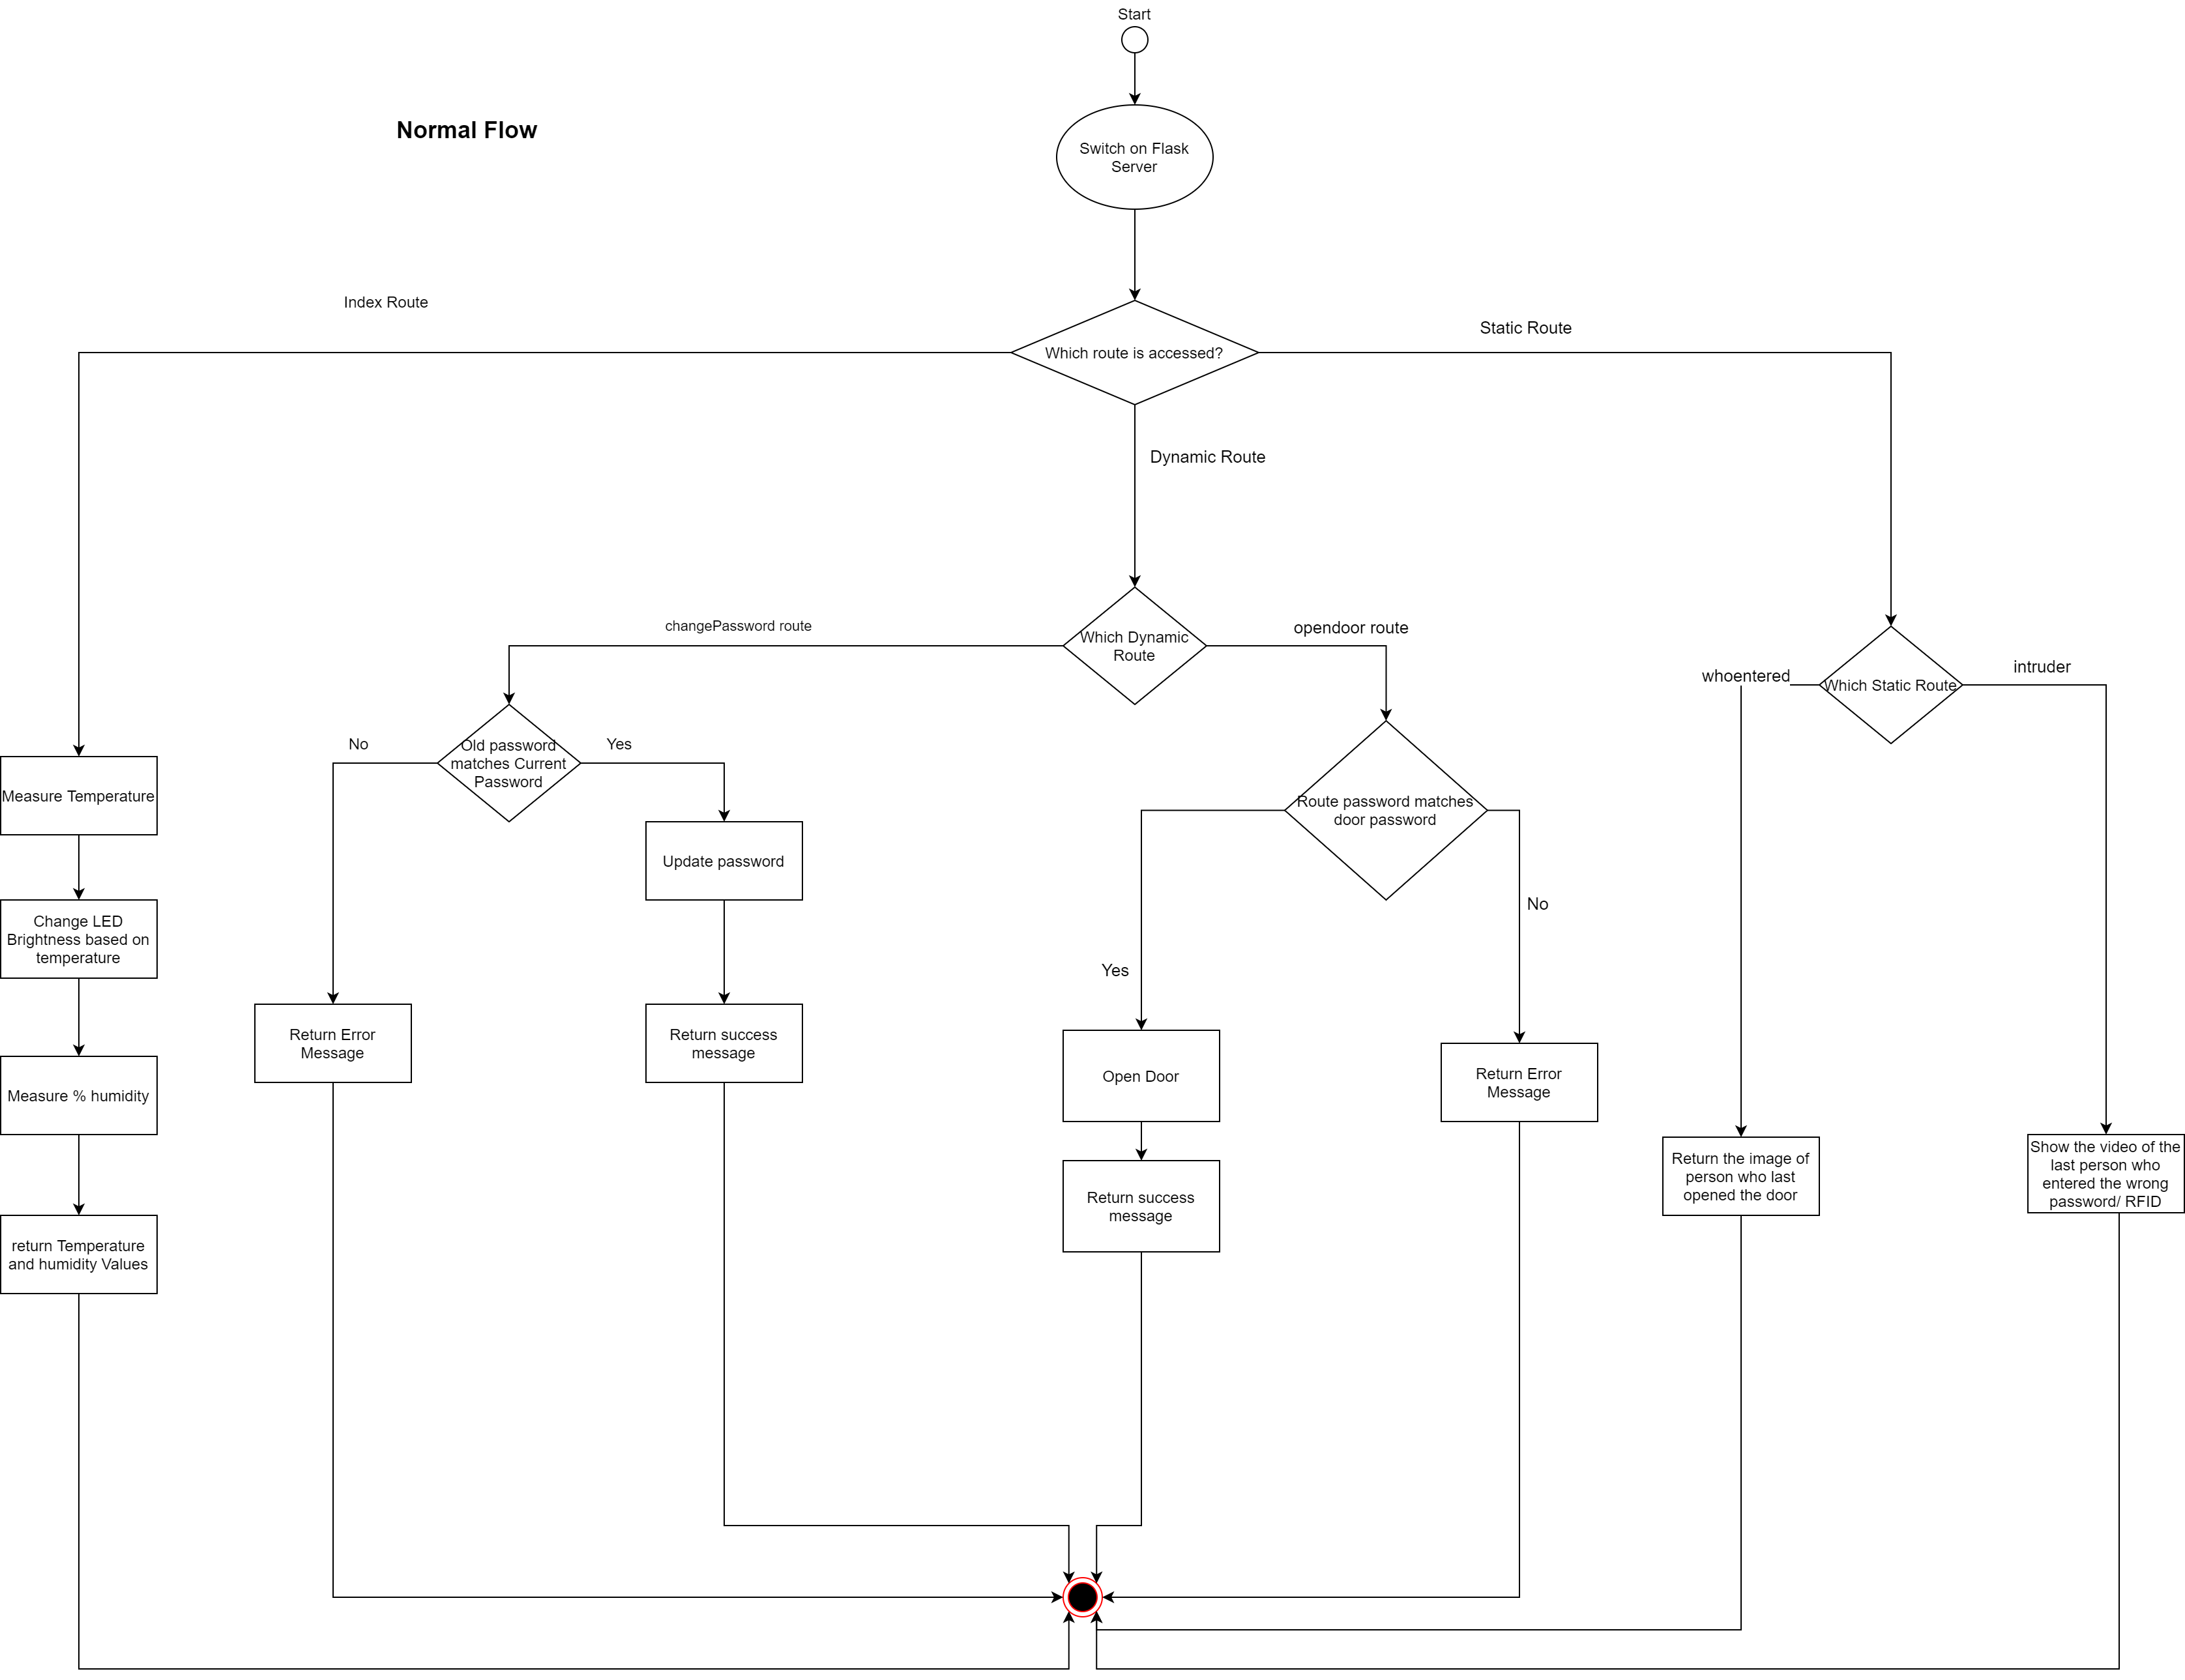 Start
Normal Flow
Switch on Flask
Server
Index Route
Static Route
Which route is accessed?
Dynamic Route
changePassword route
opendoor route
Which Dynamic
Route
whoentered
Which Static Route
intruder
No
Old password
matches Current
Password
Yes
Measure Temperature
Route password matches
door password
Update password
No
Change LED
Brightness based on
temperature
Yes
Return Error
Message
Return success
message
Open Door
Return Error
Message
Measure % humidity
Return the image of
person who last
opened the door
Show the video of the
last person who
entered the wrong
password/ RFID
Return success
message
return Temperature
and humidity Values